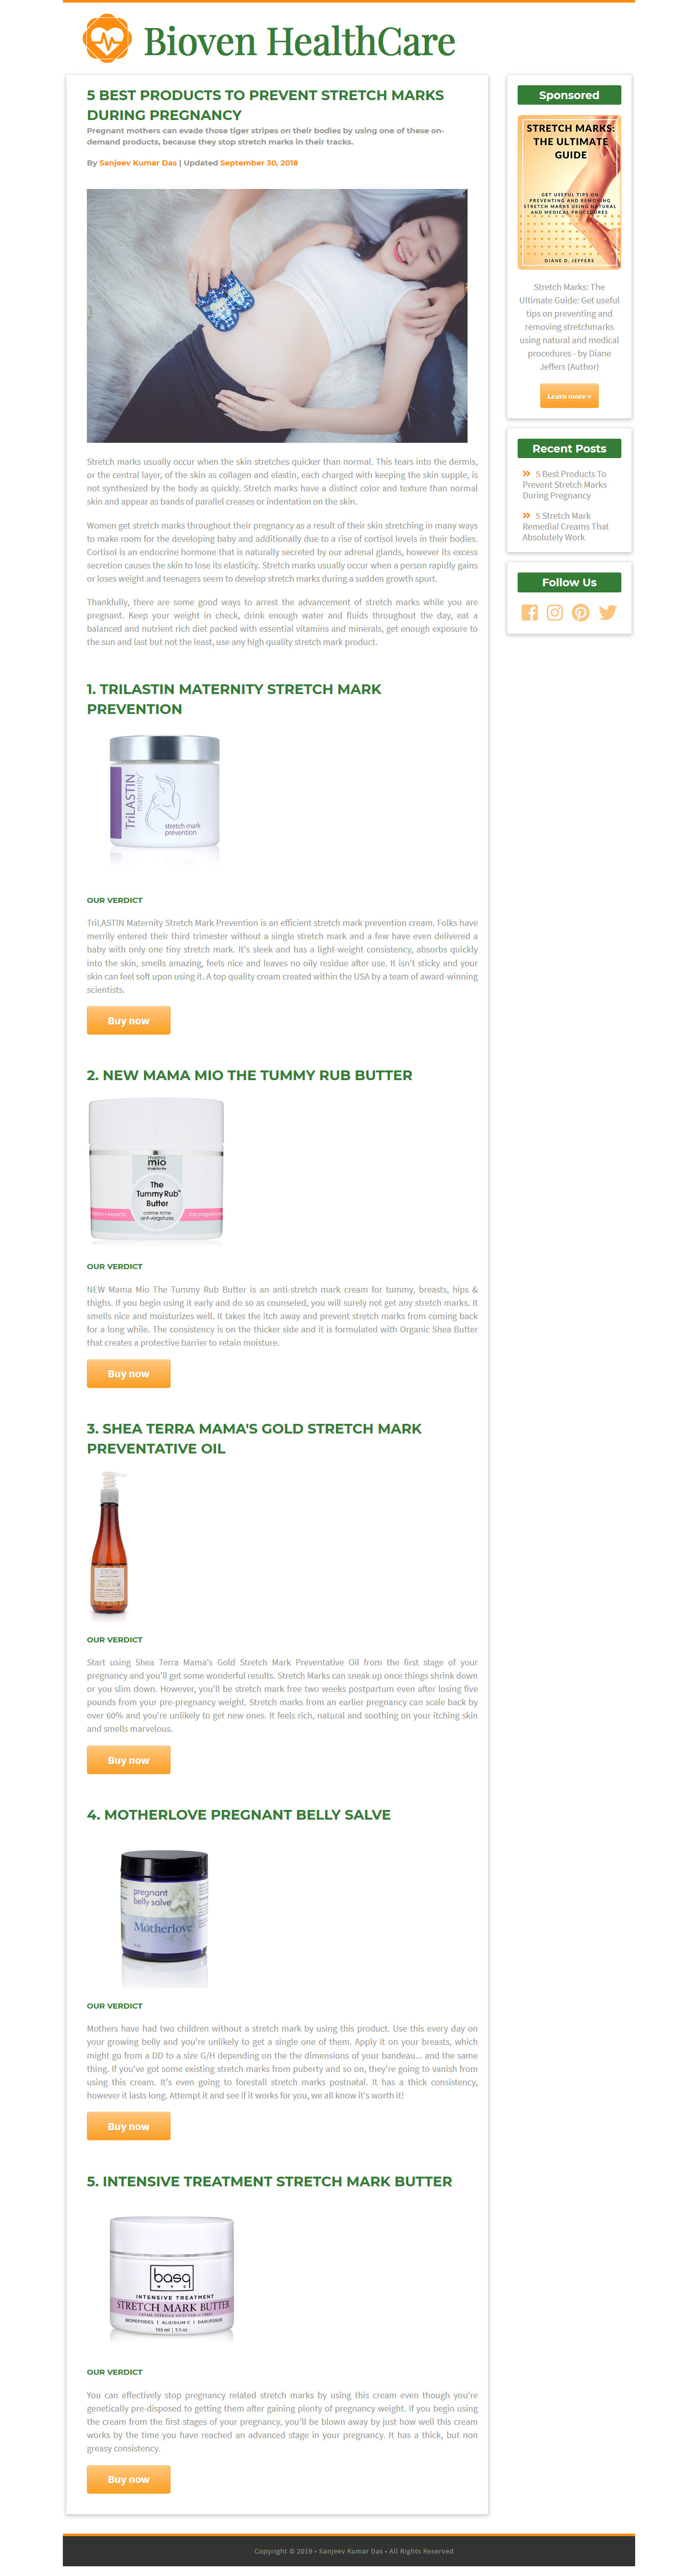 Bioven HealthCare
5 BEST PRODUCTS TO PREVENT STRETCH MARKS
DURING PREGNANCY
Pregnant mothers can evade those tiger stripes on their bodies by using one of these on-
demand products, because they stop stretch marks in their tracks.
By Sanjeev Kumar Das | Updated September 30, 2018
Stretch marks usually occur when the skin stretches quicker than normal. This tears into the dermis,
or the central layer, of the skin as collagen and elastin, each charged with keeping the skin supple, is
not synthesized by the body as quickly. Stretch marks have a distinct color and texture than normal
skin and appear as bands of parallel creases or indentation on the skin.
Women get stretch marks throughout their pregnancy as a result of their skin stretching in many ways
to make room for the developing baby and additionally due to a rise of cortisol levels in their bodies.
Cortisol is an endocrine hormone that is naturally secreted by our adrenal glands, however its excess
secretion causes the skin to lose its elasticity. Stretch marks usually occur when a person rapidly gains
or loses weight and teenagers seem to develop stretch marks during a sudden growth spurt.
Thankfully, there are some good ways to arrest the advancement of stretch marks while you are
pregnant. Keep your weight in check, drink enough water and fluids throughout the day, eat a
balanced and nutrient rich diet packed with essential vitamins and minerals, get enough exposure to
the sun and last but not the least, use any high quality stretch mark product.
1. TRILASTIN MATERNITY STRETCH MARK
PREVENTION
TriLASTIN
maternity
stretch mark
prevention
OUR VERDICT
TriLASTIN Maternity Stretch Mark Prevention is an efficient stretch mark prevention cream. Folks have
merrily entered their third trimester without a single stretch mark and a few have even delivered a
baby with only one tiny stretch mark. It's sleek and has a light-weight consistency, absorbs quickly
into the skin, smells amazing, feels nice and leaves no oily residue after use. It isn't sticky and your
skin can feel soft upon using it. A top quality cream created within the USA by a team of award-winning
scientists.
Buy now
2. NEW MAMA MIO THE TUMMY RUB BUTTER
mama
mio
The
Tummy Rub™
Butter
crème riche
anti-vergetures
OUR VERDICT
NEW Mama Mio The Tummy Rub Butter is an anti-stretch mark cream for tummy, breasts, hips &
thighs. If you begin using it early and do so as counseled, you will surely not get any stretch marks. It
smells nice and moisturizes well. It takes the itch away and prevent stretch marks from coming back
for a long while. The consistency is on the thicker side and it is formulated with Organic Shea Butter
that creates a protective barrier to retain moisture.
Buy now
3. SHEA TERRA MAMA'S GOLD STRETCH MARK
PREVENTATIVE OIL
OUR VERDICT
Start using Shea Terra Mama's Gold Stretch Mark Preventative Oil from the first stage of your
pregnancy and you'll get some wonderful results. Stretch Marks can sneak up once things shrink down
or you slim down. However, you'll be stretch mark free two weeks postpartum even after losing five
pounds from your pre-pregnancy weight. Stretch marks from an earlier pregnancy can scale back by
over 60% and you're unlikely to get new ones. It feels rich, natural and soothing on your itching skin
and smells marvelous.
Buy now
4. MOTHERLOVE PREGNANT BELLY SALVE
pregnant
belly salve
Motherlove
OUR VERDICT
Mothers have had two children without a stretch mark by using this product. Use this every day on
your growing belly and you're unlikely to get a single one of them. Apply it on your breasts, which
might go from a DD to a size G/H depending on the the dimensions of your bandeau... and the same
thing. If you've got some existing stretch marks from puberty and so on, they're going to vanish from
using this cream. It's even going to forestall stretch marks postnatal. It has a thick consistency,
however it lasts long. Attempt it and see if it works for you, we all know it's worth it!
Buy now
5. INTENSIVE TREATMENT STRETCH MARK BUTTER
basq
NYC
INTENSIVE TREATMENT
STRETCH MARK BUTTER
165 ml | 5.5 oz
OUR VERDICT
You can effectively stop pregnancy related stretch marks by using this cream even though you're
genetically pre-disposed to getting them after gaining plenty of pregnancy weight. If you begin using
the cream from the first stages of your pregnancy, you'll be blown away by just how well this cream
works by the time you have reached an advanced stage in your pregnancy. It has a thick, but non
greasy consistency.
Buy now
Sponsored
STRETCH MARKS:
THE ULTIMATE
GUIDE
GET USEFUL TIPS ON
PREVENTING AND REMOVING
STRETCH MARKS USING NATURAL
AND MEDICAL PROCEDURES
DIANE D. JEFFERS
Stretch Marks: The
Ultimate Guide: Get useful
tips on preventing and
removing stretchmarks
using natural and medical
procedures - by Diane
Jeffers (Author)
Learn more »
Recent Posts
5 Best Products To
Prevent Stretch Marks
During Pregnancy
5 Stretch Mark
Remedial Creams That
Absolutely Work
Follow Us
Copyright © 2019 • Sanjeev Kumar Das • All Rights Reserved